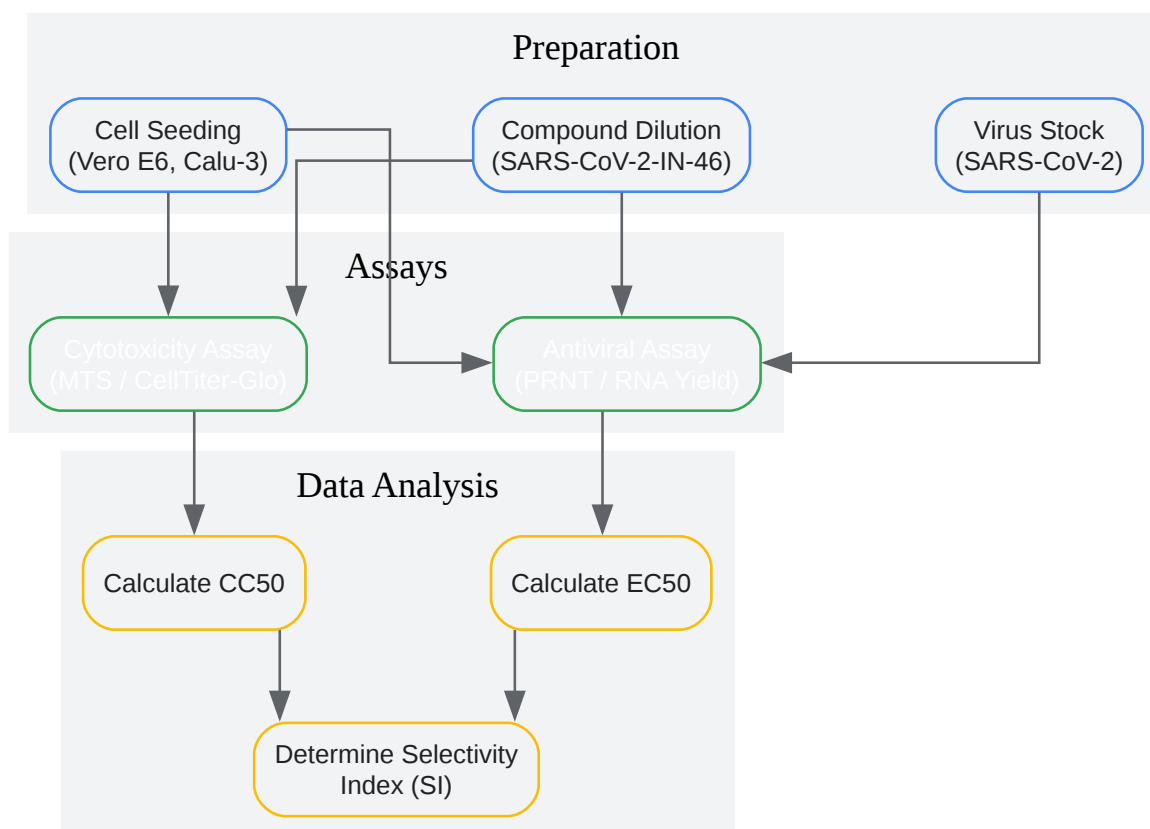 Preparation
Cell Seeding
(Vero E6, Calu-3)
Compound Dilution
(SARS-CoV-2-IN-46)
Virus Stock
(SARS-CoV-2)
Assays
Cytotoxicity Assay
(MTS / CellTiter-Glo)
Antiviral Assay
(PRNT / RNA Yield)
Data Analysis
Calculate CC50
Calculate EC50
Determine Selectivity
Index (SI)